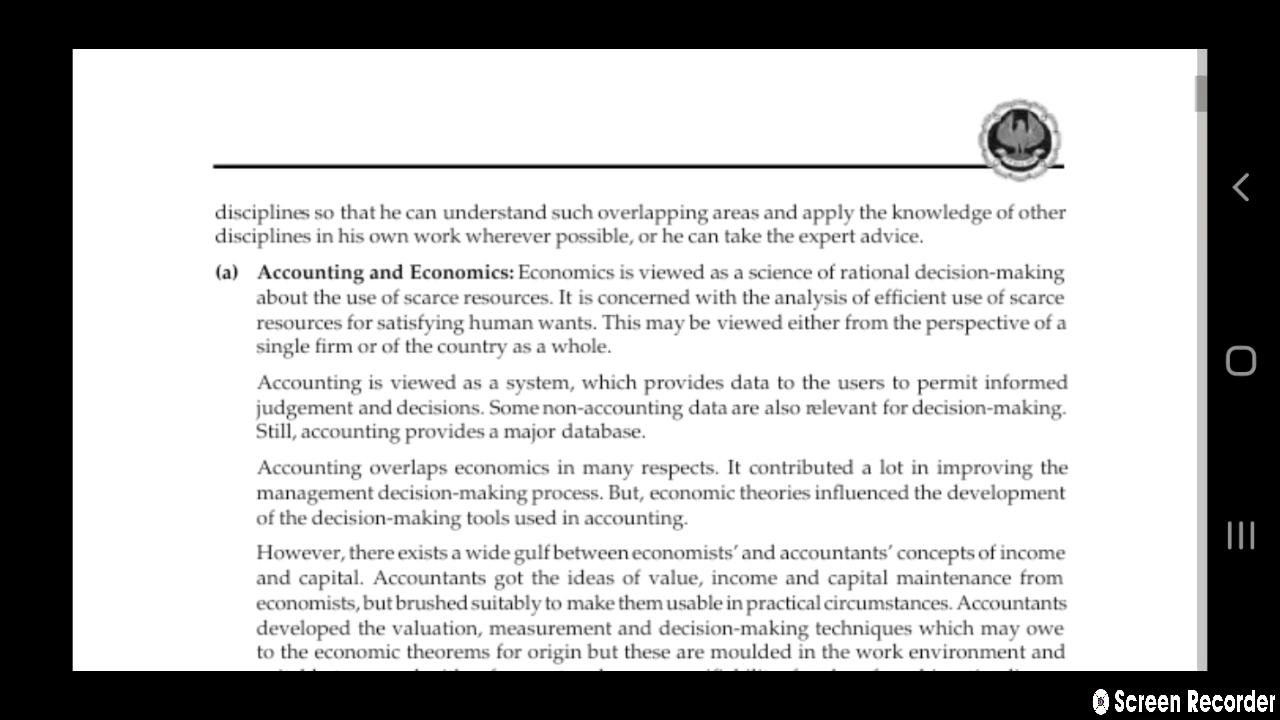 disciplines so that he can understand such overlapping areas and apply the knowledge of other
disciplines in his own work wherever possible, or he can take the expert advice.
(a) Accounting and Economics: Economics is viewed as a science of rational decision-making
about the use of scarce resources. It is concerned with the analysis of efficient use of scarce
resources for satisfying human wants. This may be viewed either from the perspective of a
single firm or of the country as a whole.
Accounting is viewed as a system, which provides data to the users to permit informed
judgement and decisions. Some non-accounting data are also relevant for decision-making.
Still, accounting provides a major database.
Accounting overlaps economics in many respects. It contributed a lot in improving the
management decision-making process. But, economic theories influenced the development
of the decision-making tools used in accounting.
However, there exists a wide gulf between economists' and accountants' concepts of income
and capital. Accountants got the ideas of value, income and capital maintenance from
economists, but brushed suitably to make them usable in practical circumstances. Accountants
developed the valuation, measurement and decision-making techniques which may owe
to the economic theorems for origin but these are moulded in the work environment and
Screen Recorder